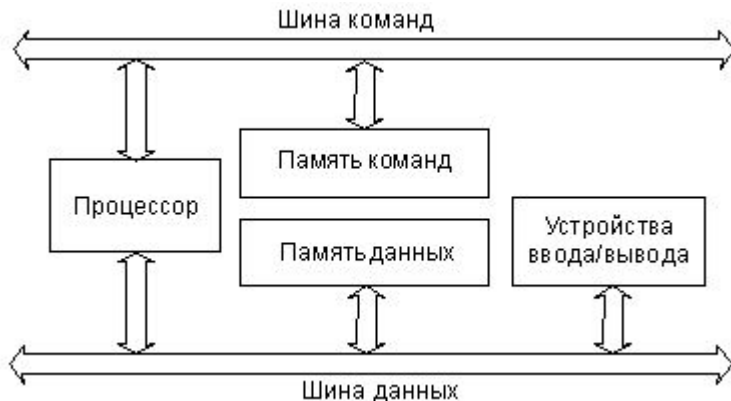 Шина команд
Память команд
Процессор
Память данных
Устройства
ввода/вывода
Шина данных